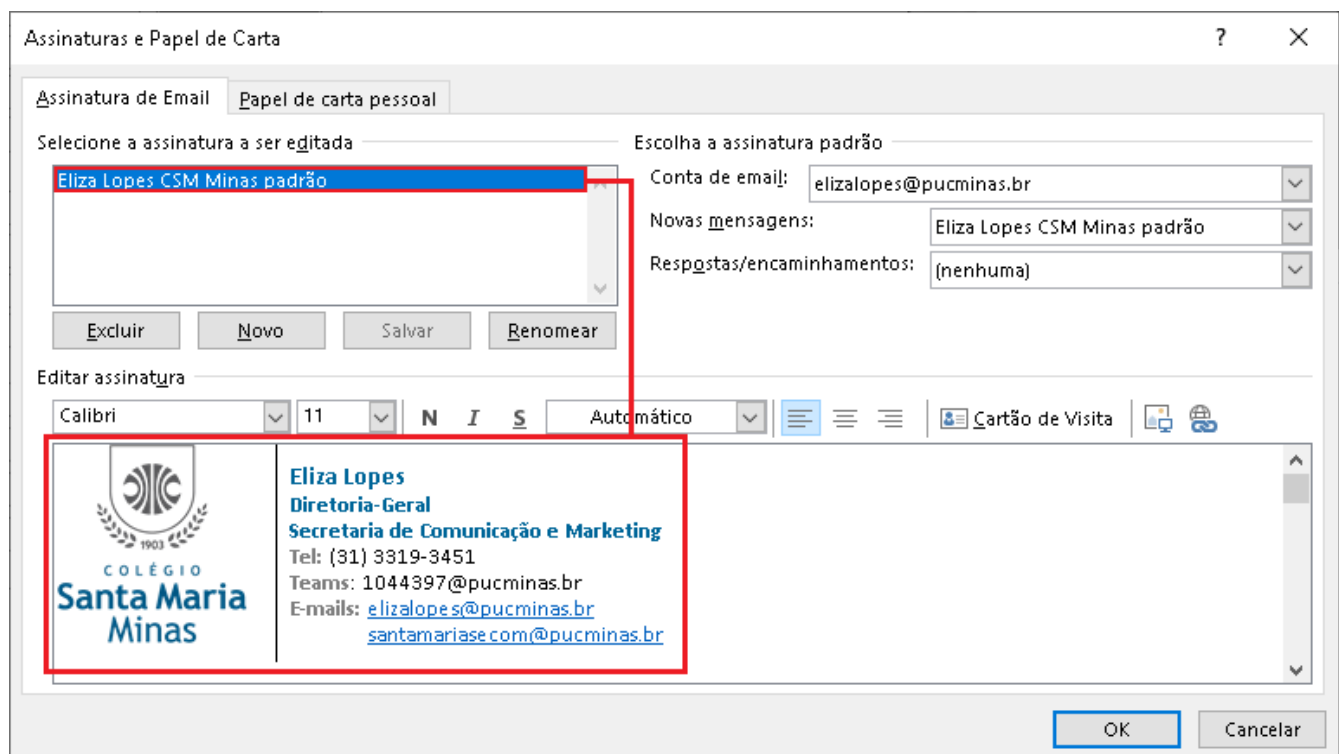 Assinaturas e Papel de Carta ?
Assinatura de Email Papel de carta pessoal
Selecione a assinatura a ser editada
Eliza Lopes CSM Minas padrão
Excluir Novo Salvar Renomear
Escolha a assinatura padrão
Conta de email: elizalopes@pucminas.br
Novas mensagens: Eliza Lopes CSM Minas padrão
Respostas/encaminhamentos: (nenhuma)
Editar assinatura
Calibri 11 N I S Automático Cartão de Visita
1903
COLÉGIO
Santa Maria
Minas
Eliza Lopes
Diretoria-Geral
Secretaria de Comunicação e Marketing
Tel: (31) 3319-3451
Teams: 1044397@pucminas.br
E-mails: elizalopes@pucminas.br
santamariasecom@pucminas.br
OK Cancelar